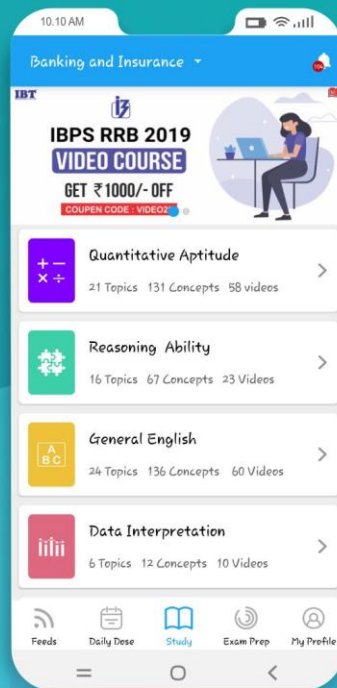 10.10 AM
Banking and Insurance
IBT
IBPS RRB 2019
VIDEO COURSE
GET ₹1000/- OFF
COUPEN CODE : VIDEO2
Quantitative Aptitude
21 Topics 131 Concepts 58 videos
Reasoning Ability
16 Topics 67 Concepts 23 Videos
A
B C
General English
24 Topics 136 Concepts 60 Videos
Data Interpretation
6 Topics 12 Concepts 10 Videos
Feeds Daily Dose Study Exam Prep My Profile